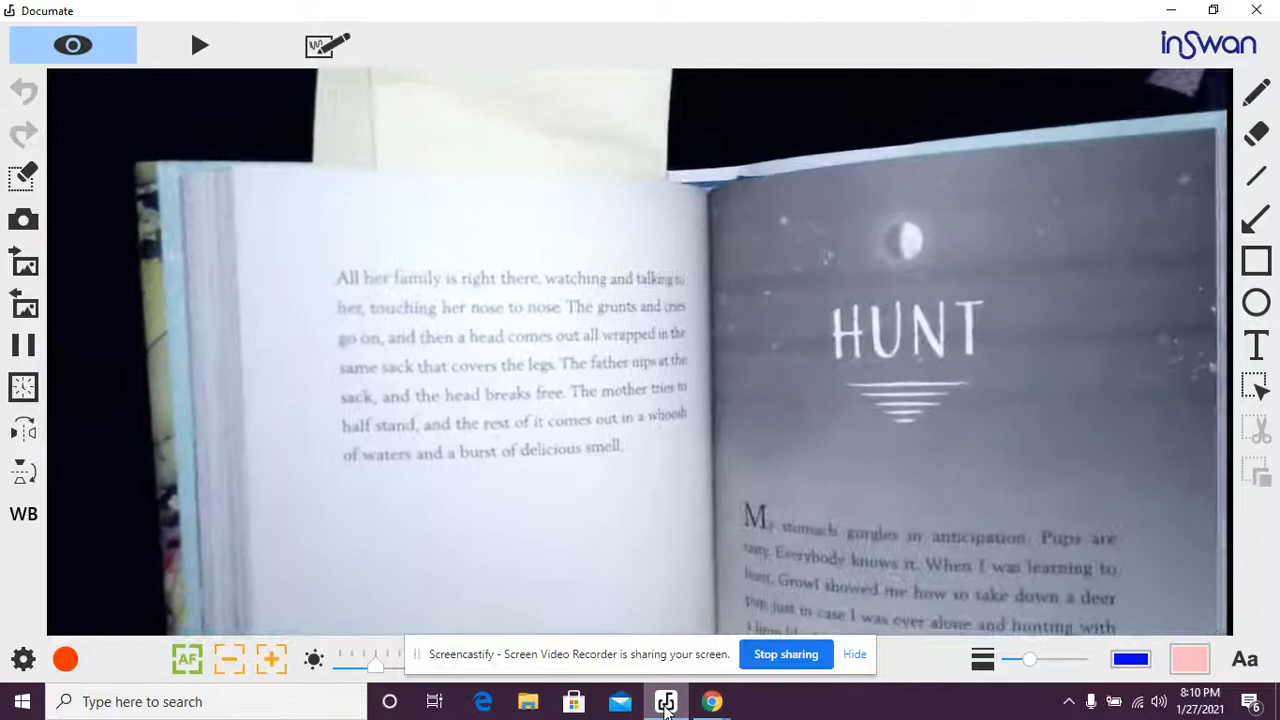 Documate
inSwan
All her family is right there, watching and talking to
her, touching her nose to nose. The grunts and cries
go on, and then a head comes out all wrapped in the
same sack that covers the legs. The father nips at the
sack, and the head breaks free. The mother tries to
half stand, and the rest of it comes out in a whoosh
of waters and a burst of delicious smell.
HUNT
My stomach gurgles in anticipation. Pups are
tasty. Everybody knows it. When I was learning to
hunt, Growl showed me how to take down a deer
pup, just in case I was ever alone and hunting with
T
WB
AF
Screencastify - Screen Video Recorder is sharing your screen.
Stop sharing
Hide
Aa
Type here to search
8:10 PM
1/27/2021
6